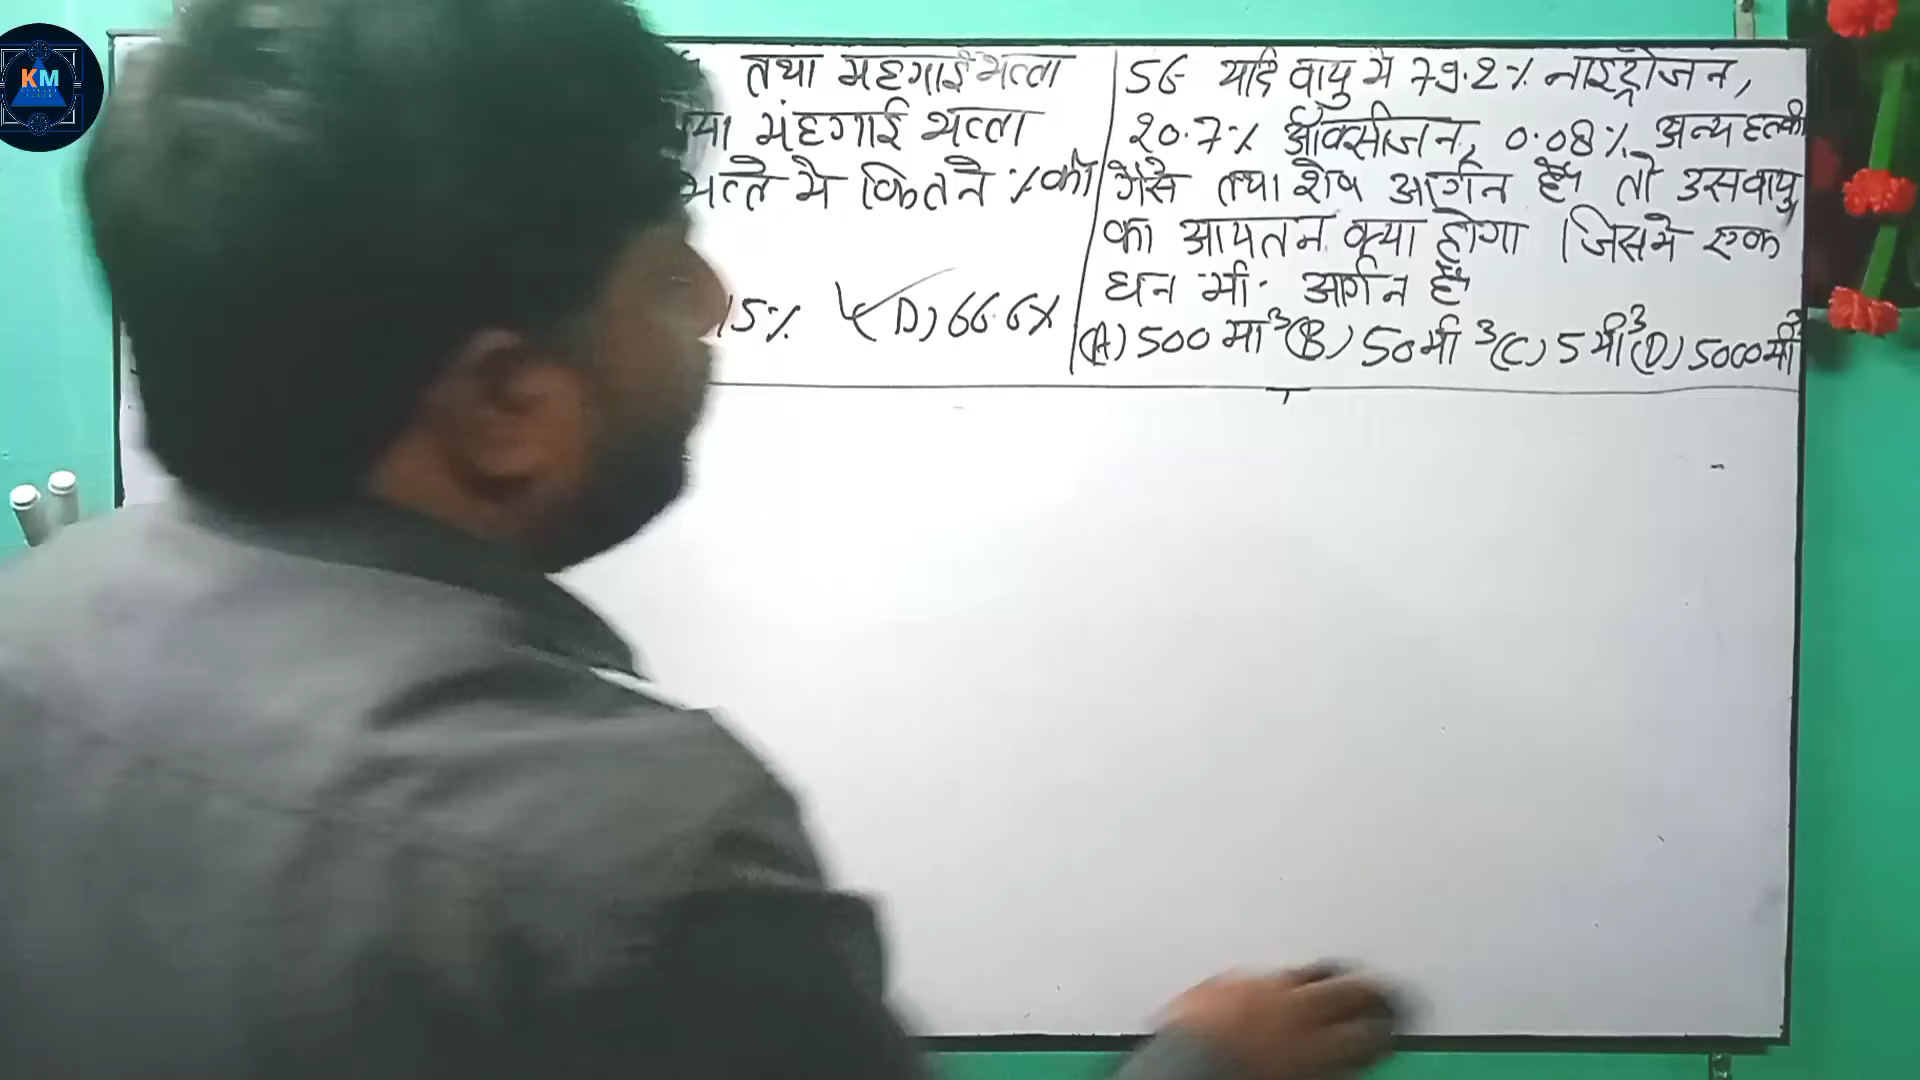 KM
तथा महगाई भत्ता
या मंहगाई भत्ता
भत्ते मे कितने % की
15% (D) 66.6%
56 यदि वायु मे 79.2% नाइट्रोजन,
20.7% ऑक्सीजन, 0.08% अन्य हल्की
गैसे तथा शेष आर्गन हैं तो उस वायु
का आयतन क्या होगा जिसमे एक
घन मी. आर्गन हैं
(A) 500 मी³ (B) 50 मी³ (C) 5 मी³ (D) 5000 मी³